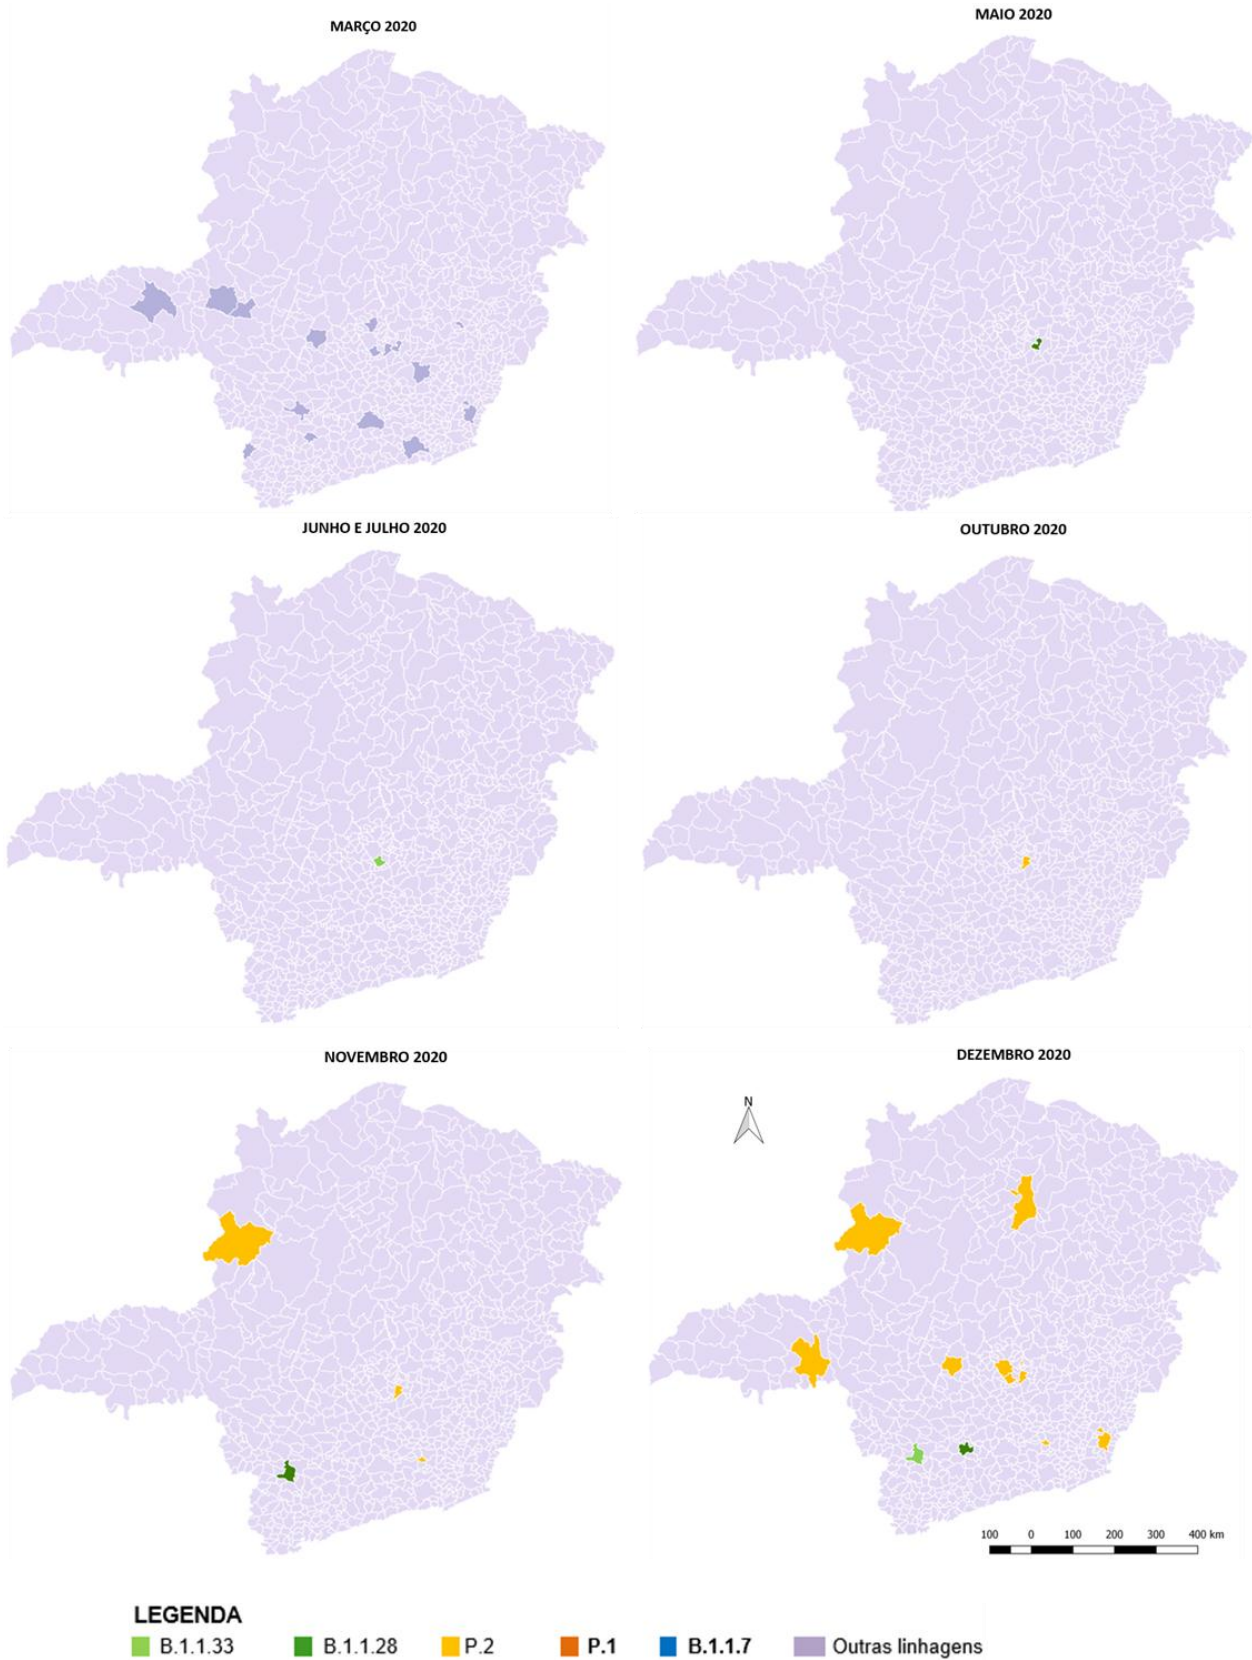 MARÇO 2020
MAIO 2020
JUNHO E JULHO 2020
OUTUBRO 2020
NOVEMBRO 2020
DEZEMBRO 2020
N
100 0 100 200 300 400 km
LEGENDA
B.1.1.33 B.1.1.28 P.2 P.1 B.1.1.7 Outras linhagens